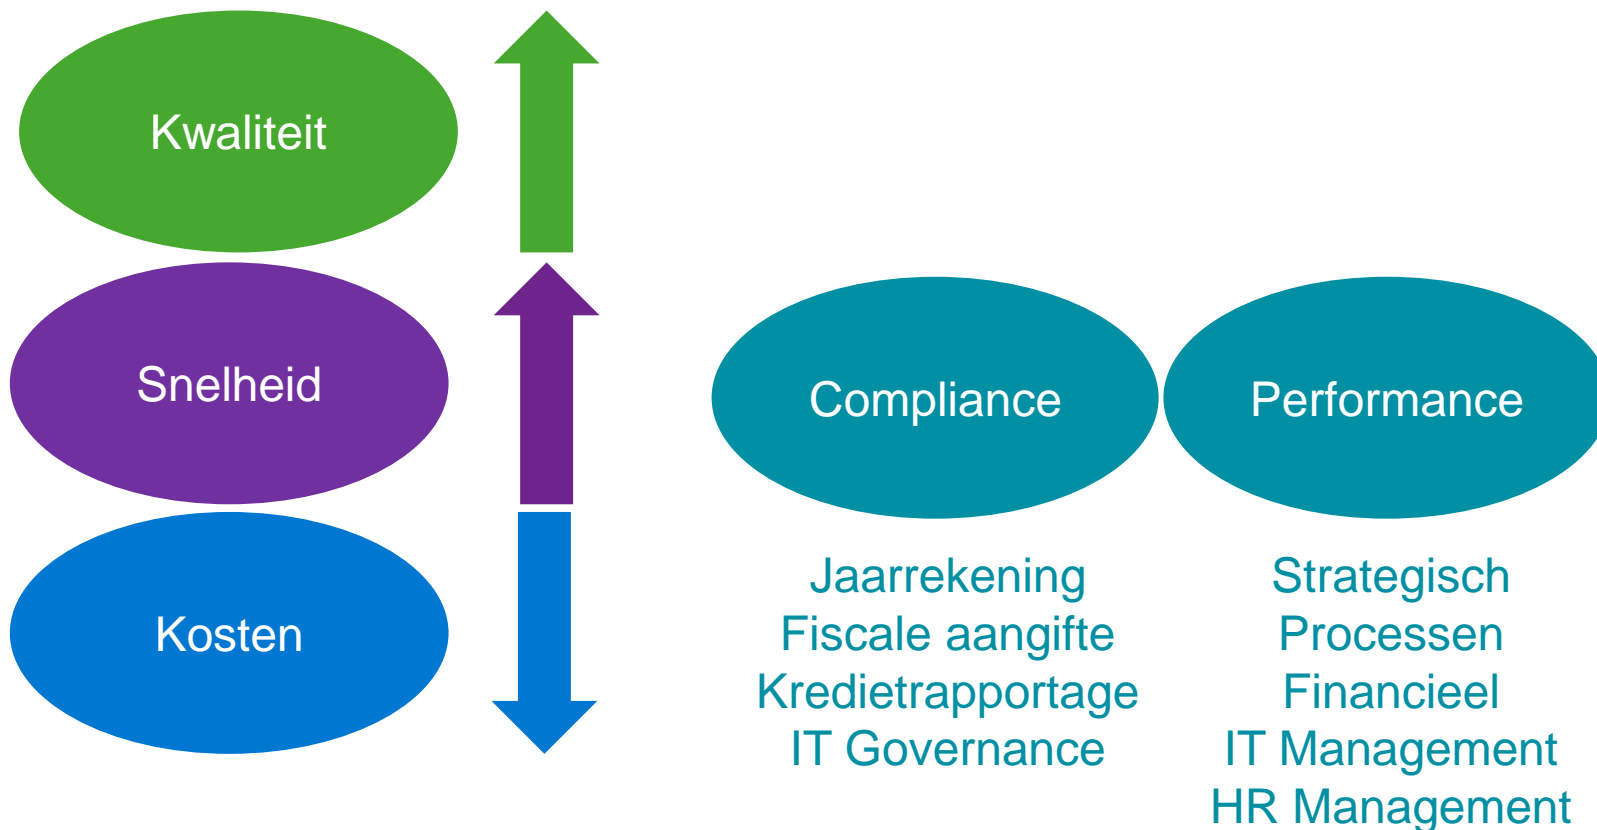 Kwaliteit
Snelheid
Kosten
Compliance
Jaarrekening
Fiscale aangifte
Kredietrapportage
IT Governance
Performance
Strategisch
Processen
Financieel
IT Management
HR Management